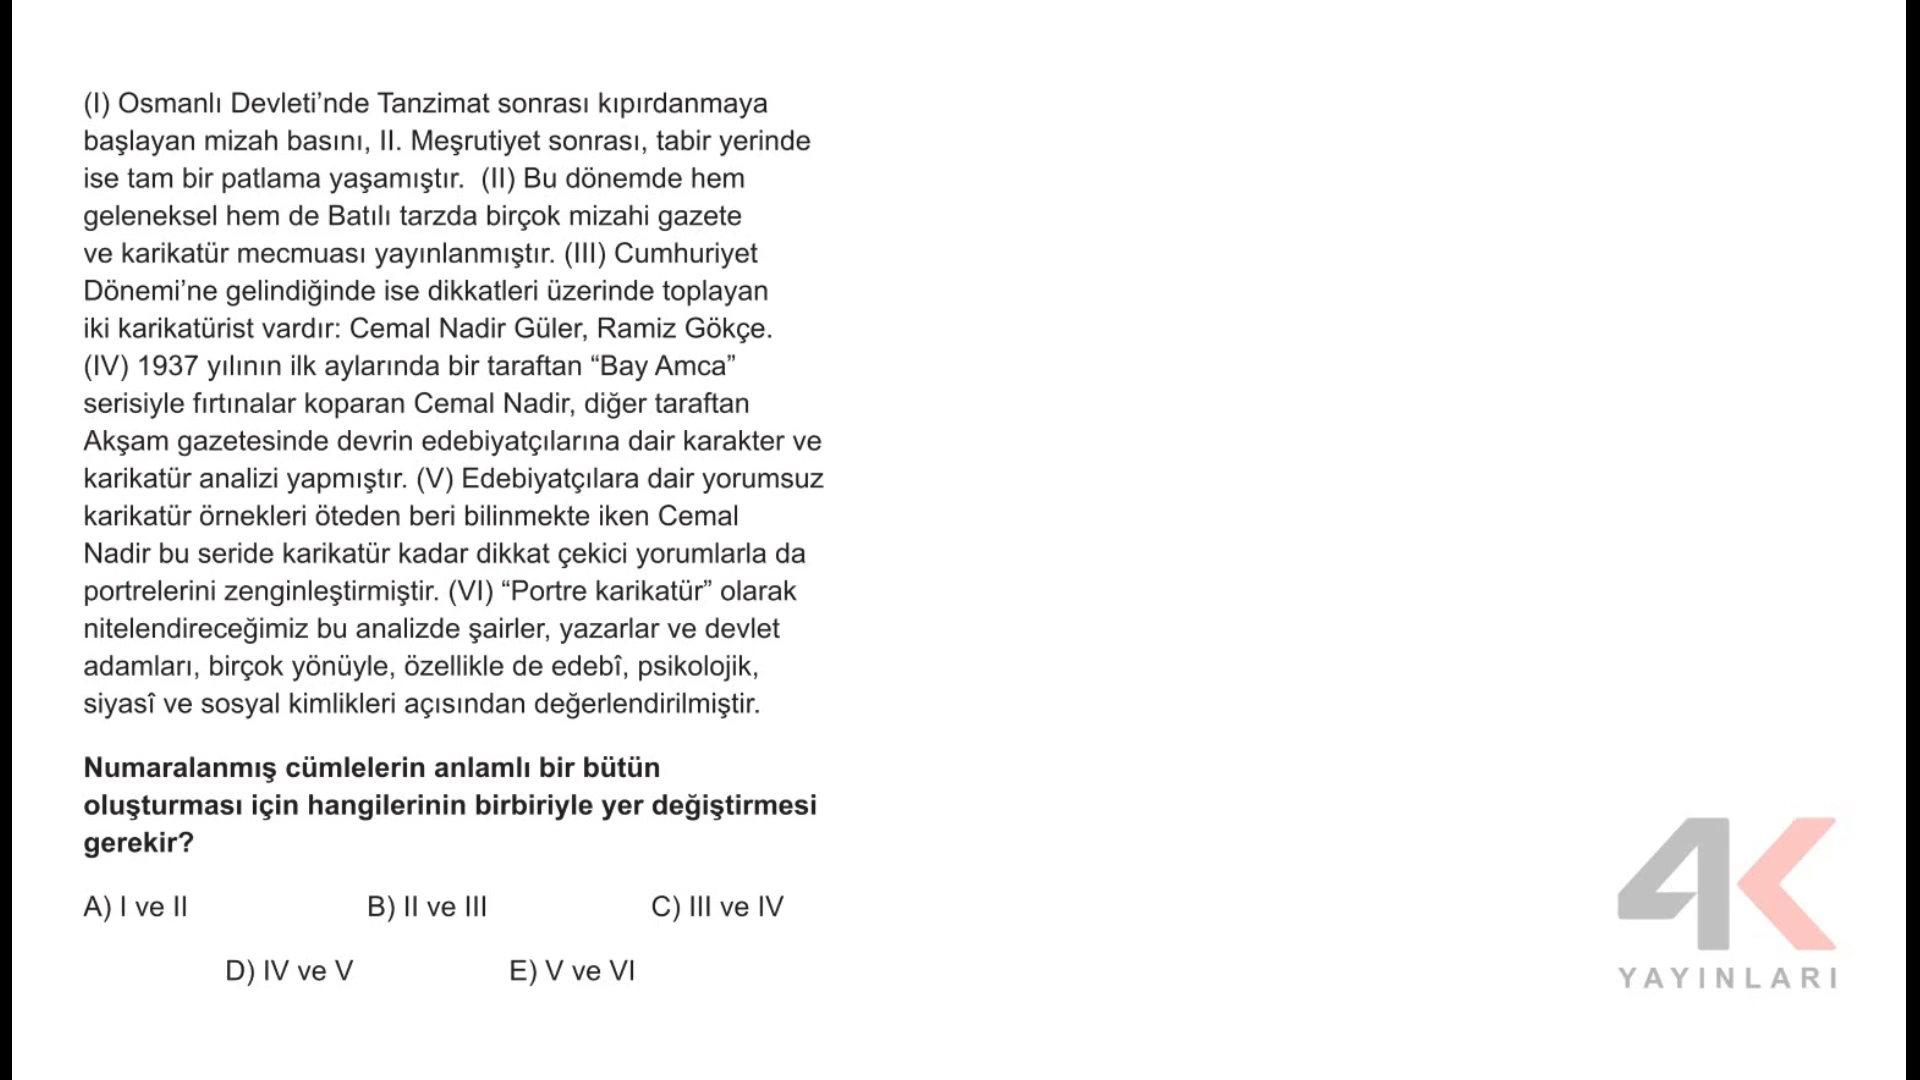 (I) Osmanlı Devleti’nde Tanzimat sonrası kıpırdanmaya
başlayan mizah basını, II. Meşrutiyet sonrası, tabir yerinde
ise tam bir patlama yaşamıştır.  (II) Bu dönemde hem
geleneksel hem de Batılı tarzda birçok mizahi gazete
ve karikatür mecmuası yayınlanmıştır. (III) Cumhuriyet
Dönemi’ne gelindiğinde ise dikkatleri üzerinde toplayan
iki karikatürist vardır: Cemal Nadir Güler, Ramiz Gökçe.
(IV) 1937 yılının ilk aylarında bir taraftan “Bay Amca”
serisiyle fırtınalar koparan Cemal Nadir, diğer taraftan
Akşam gazetesinde devrin edebiyatçılarına dair karakter ve
karikatür analizi yapmıştır. (V) Edebiyatçılara dair yorumsuz
karikatür örnekleri öteden beri bilinmekte iken Cemal
Nadir bu seride karikatür kadar dikkat çekici yorumlarla da
portrelerini zenginleştirmiştir. (VI) “Portre karikatür” olarak
nitelendireceğimiz bu analizde şairler, yazarlar ve devlet
adamları, birçok yönüyle, özellikle de edebî, psikolojik,
siyasî ve sosyal kimlikleri açısından değerlendirilmiştir.
Numaralanmış cümlelerin anlamlı bir bütün
oluşturması için hangilerinin birbiriyle yer değiştirmesi
gerekir?
A) I ve II B) II ve III C) III ve IV
D) IV ve V E) V ve VI
4K
YAYINLARI